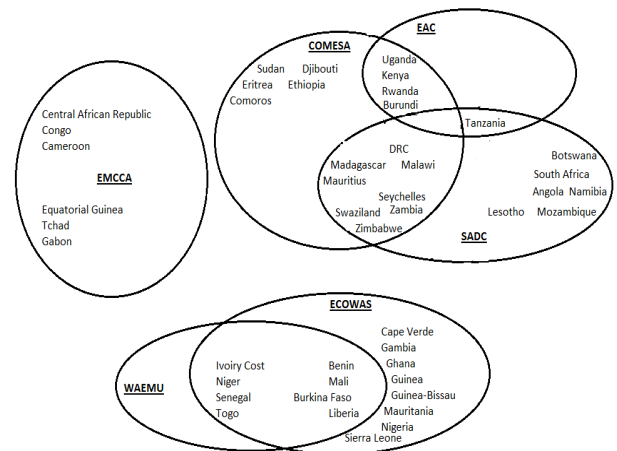 EAC
COMESA
Uganda
Kenya
Rwanda
Burundi
Sudan Djibouti
Eritrea Ethiopia
Comoros
Tanzania
Central African Republic
Congo
Cameroon
EMCCA
Equatorial Guinea
Tchad
Gabon
DRC
Madagascar Malawi
Mauritius
Seychelles
Swaziland Zambia
Zimbabwe
Botswana
South Africa
Angola Namibia
Lesotho Mozambique
SADC
ECOWAS
WAEMU
Ivoiry Cost
Niger
Senegal
Togo
Benin
Mali
Burkina Faso
Liberia
Cape Verde
Gambia
Ghana
Guinea
Guinea-Bissau
Mauritania
Nigeria
Sierra Leone